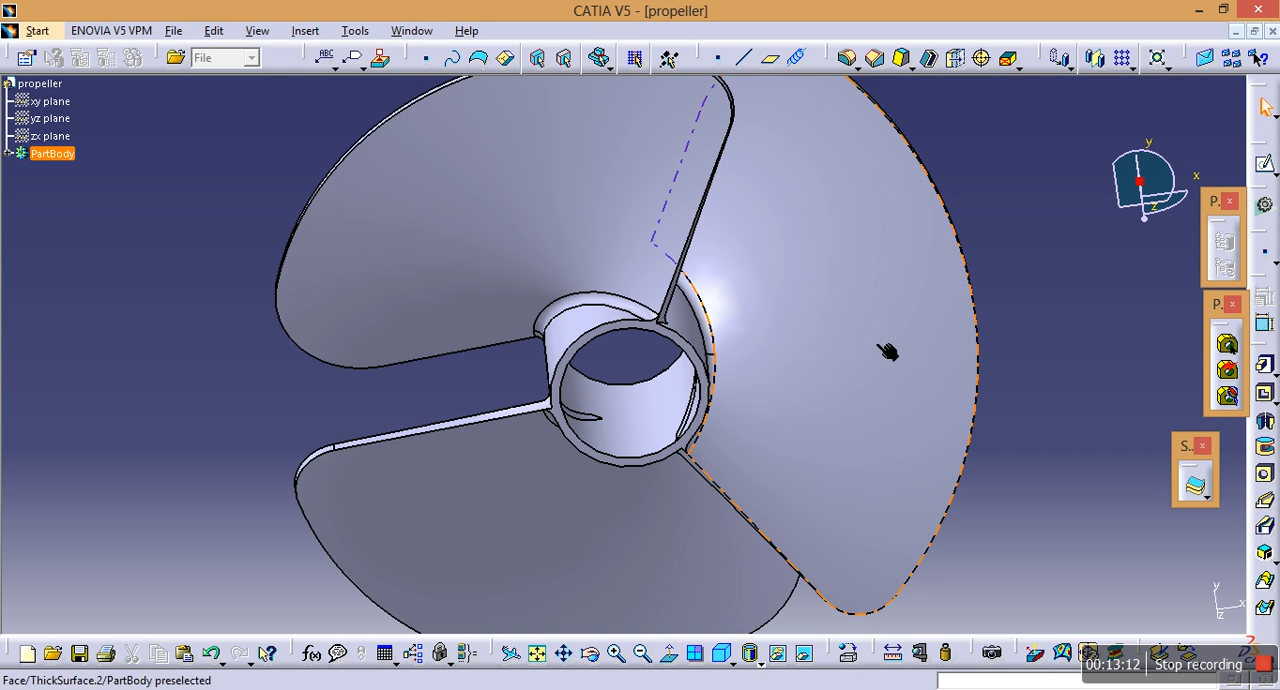 CATIA V5 - [propeller]
Start ENOVIA V5 VPM File Edit View Insert Tools Window Help
ABC File
propeller
xy plane
yz plane
zx plane
PartBody
y
x
z
P.. x
P.. x
S.. x
y
x
z
f(x)
00:13:12 Stop recording
Face/ThickSurface.2/PartBody preselected